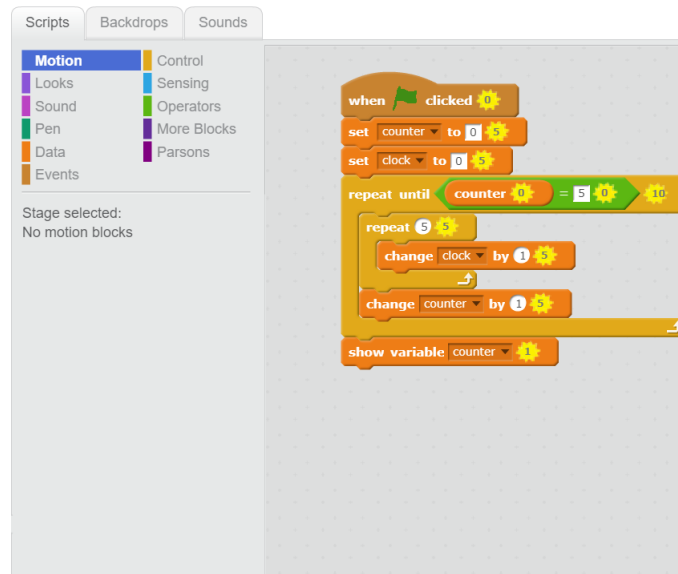 Scripts Backdrops Sounds
Motion Control
Looks Sensing
Sound Operators
Pen More Blocks
Data Parsons
Events
Stage selected:
No motion blocks
when clicked 0
set counter to 0 5
set clock to 0 5
repeat until counter 0 = 5 0 10
repeat 5 5
change clock by 1 5
change counter by 1 5
show variable counter 1